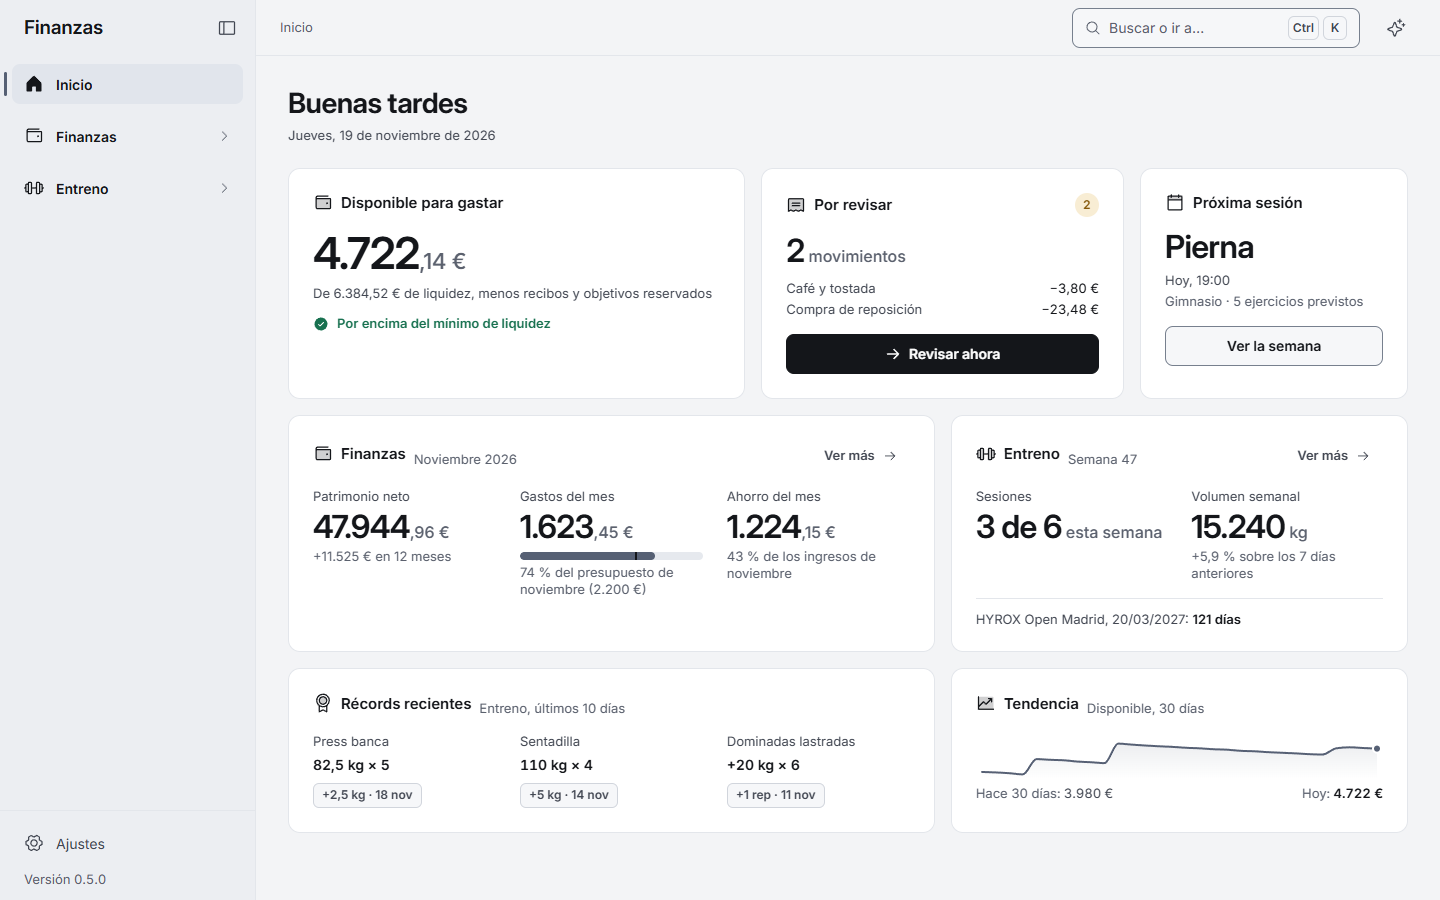 Finanzas
Inicio
Finanzas
Entreno
Ajustes
Versión 0.5.0
Inicio
Buscar o ir a...
Ctrl K
Buenas tardes
Jueves, 19 de noviembre de 2026
Disponible para gastar
4.722,14 €
De 6.384,52 € de liquidez, menos recibos y objetivos reservados
Por encima del mínimo de liquidez
Por revisar
2
2 movimientos
Café y tostada −3,80 €
Compra de reposición −23,48 €
Revisar ahora
Próxima sesión
Pierna
Hoy, 19:00
Gimnasio · 5 ejercicios previstos
Ver la semana
Finanzas Noviembre 2026
Ver más
Patrimonio neto
47.944,96 €
+11.525 € en 12 meses
Gastos del mes
1.623,45 €
74 % del presupuesto de
noviembre (2.200 €)
Ahorro del mes
1.224,15 €
43 % de los ingresos de
noviembre
Entreno Semana 47
Ver más
Sesiones
3 de 6 esta semana
Volumen semanal
15.240 kg
+5,9 % sobre los 7 días
anteriores
HYROX Open Madrid, 20/03/2027: 121 días
Récords recientes Entreno, últimos 10 días
Press banca
82,5 kg × 5
+2,5 kg · 18 nov
Sentadilla
110 kg × 4
+5 kg · 14 nov
Dominadas lastradas
+20 kg × 6
+1 rep · 11 nov
Tendencia Disponible, 30 días
Hace 30 días: 3.980 €
Hoy: 4.722 €